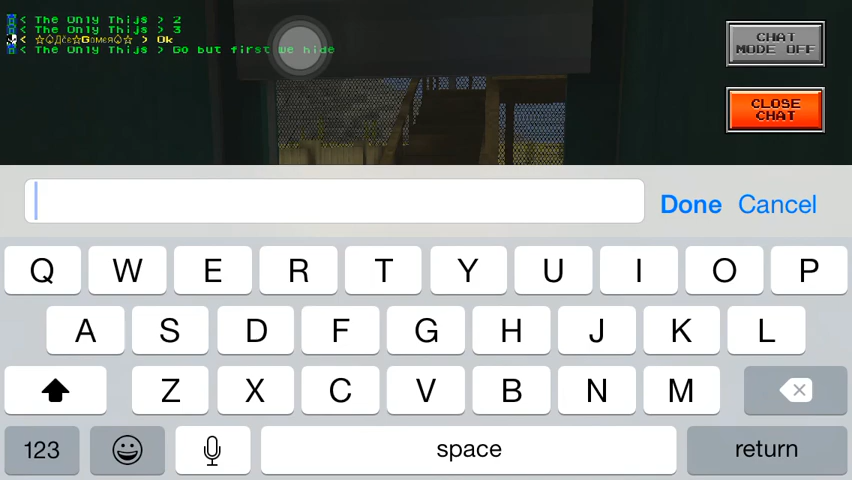 < The Only Thijs > 2
< The Only Thijs > 3
> Ok
< The Only Thijs > Go but first We hide
CHAT
MODE OFF
CLOSE
CHAT
Done Cancel
Q W E R T Y U I O P
A S D F G H J K L
Z X C V B N M
123 space return